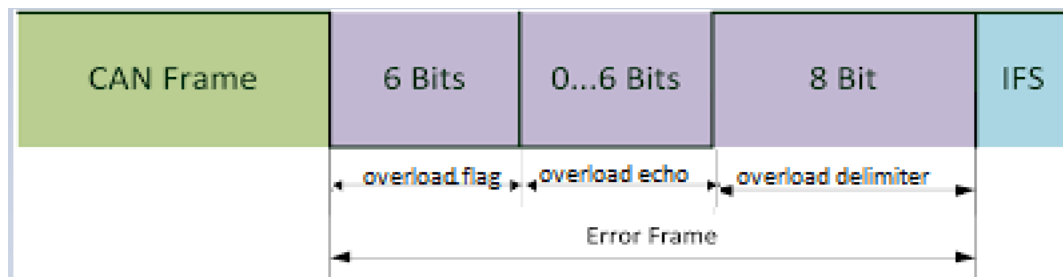 CAN Frame 6 Bits 0...6 Bits 8 Bit IFS
overload flag overload echo overload delimiter
Error Frame